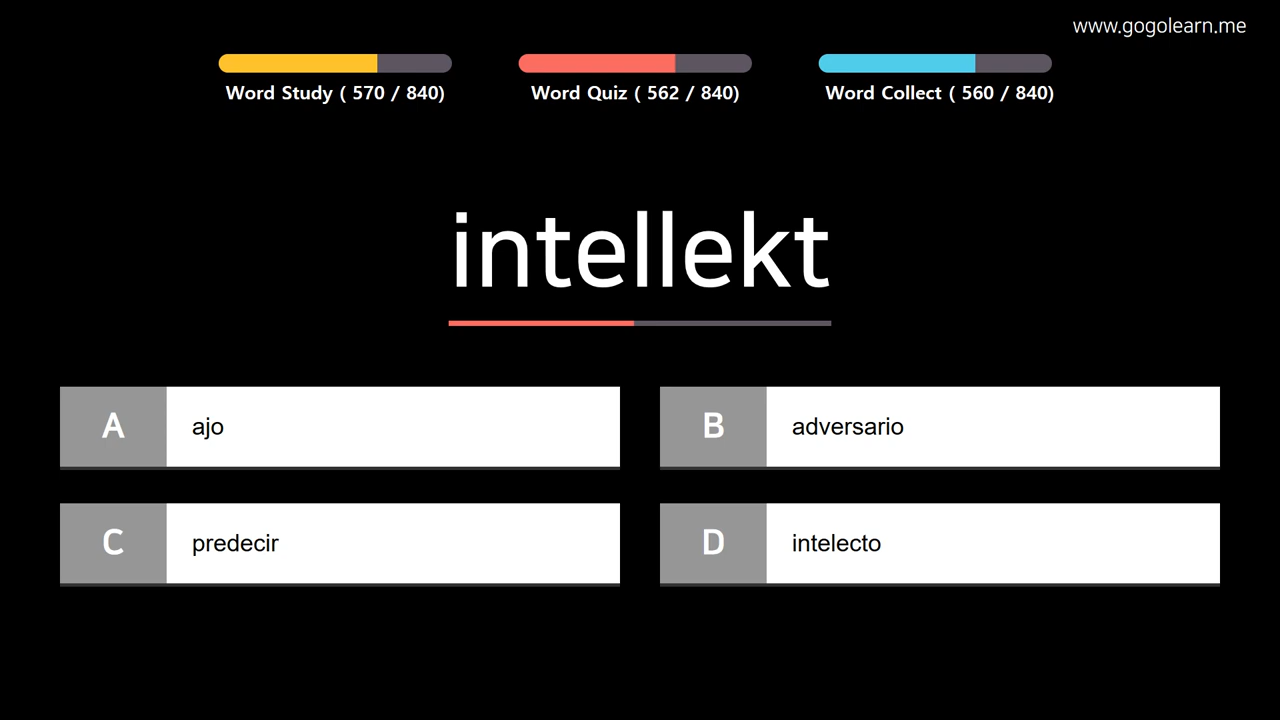 www.gogolearn.me
Word Study ( 570 / 840)
Word Quiz ( 562 / 840)
Word Collect ( 560 / 840)
intellekt
A ajo
B adversario
C predecir
D intelecto